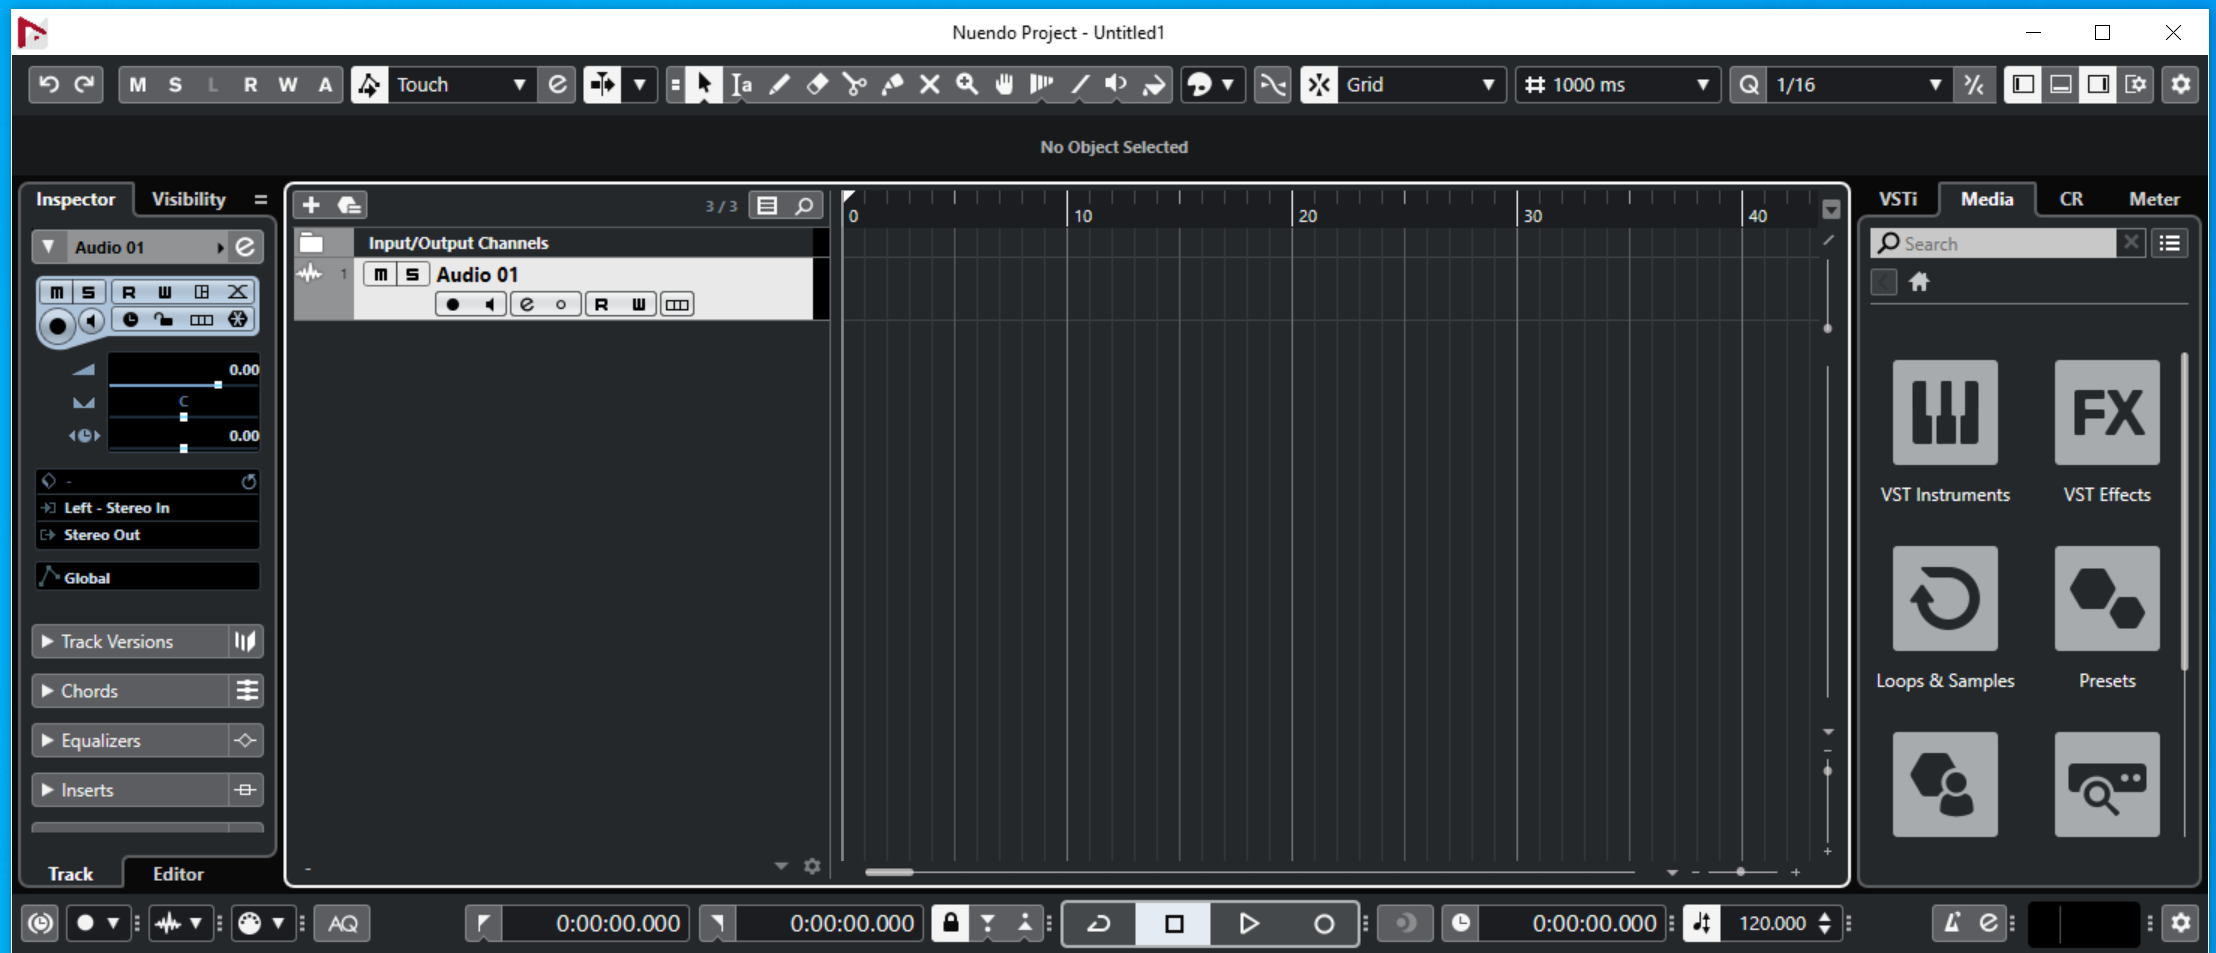 Nuendo Project - Untitled1
M S L R W A Touch Grid 1000 ms Q 1/16
No Object Selected
Inspector Visibility
Audio 01
M S R W
0.00
C
0.00
-
Left - Stereo In
Stereo Out
Global
Track Versions
Chords
Equalizers
Inserts
Track Editor
3 / 3
Input/Output Channels
1 M S Audio 01
R W
0 10 20 30 40
VSTi Media CR Meter
Search
VST Instruments FX VST Effects
Loops & Samples Presets
AQ 0:00:00.000 0:00:00.000 0:00:00.000 120.000